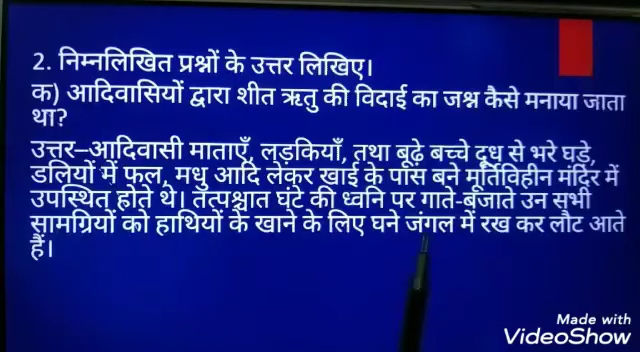 2. निम्नलिखित प्रश्नों के उत्तर लिखिए।
क) आदिवासियों द्वारा शीत ऋतु की विदाई का जश्न कैसे मनाया जाता
था?
उत्तर–आदिवासी माताएँ, लड़कियाँ, तथा बूढ़े बच्चे दूध से भरे घड़े,
डलियों में फल, मधु आदि लेकर खाई के पास बने मूर्तिविहीन मंदिर में
उपस्थित होते थे। तत्पश्चात घंटे की ध्वनि पर गाते-बजाते उन सभी
सामग्रियों को हाथियों के खाने के लिए घने जंगल में रख कर लौट आते
हैं।
Made with
VideoShow